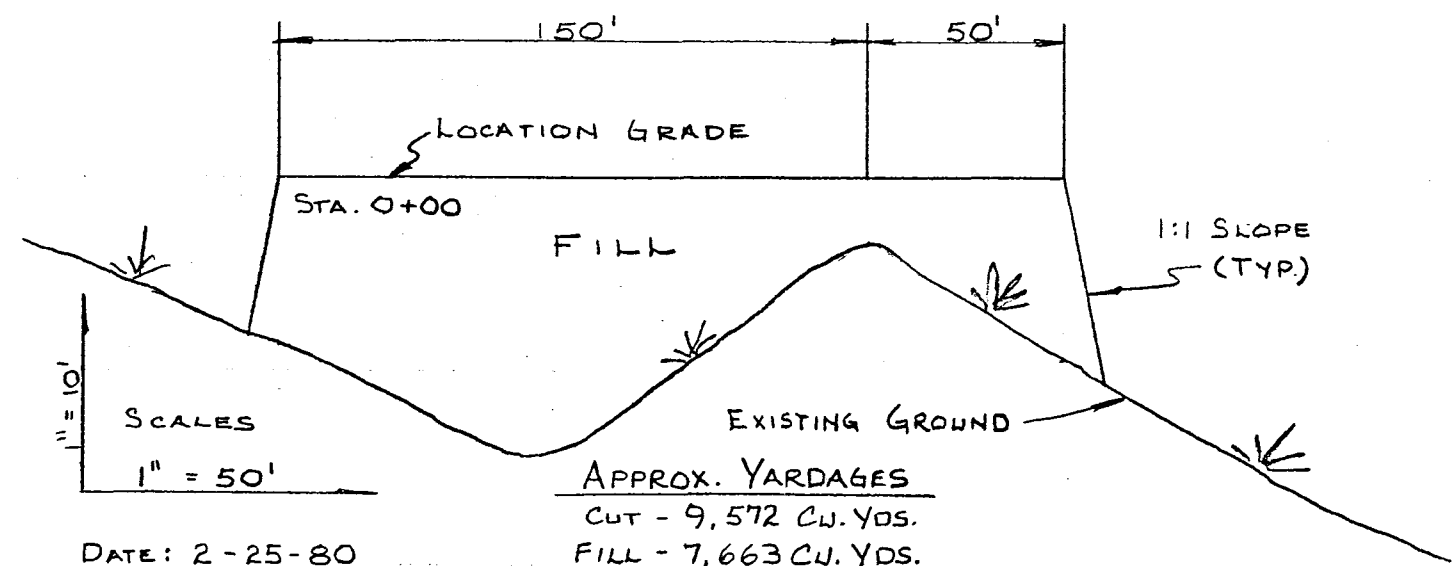 150'
50'
LOCATION GRADE
STA. 0+00
FILL
1:1 SLOPE
(TYP.)
1" = 10'
SCALES
1" = 50'
EXISTING GROUND
APPROX. YARDAGES
CUT - 9,572 CU. YDS.
FILL - 7,663 CU. YDS.
DATE: 2-25-80